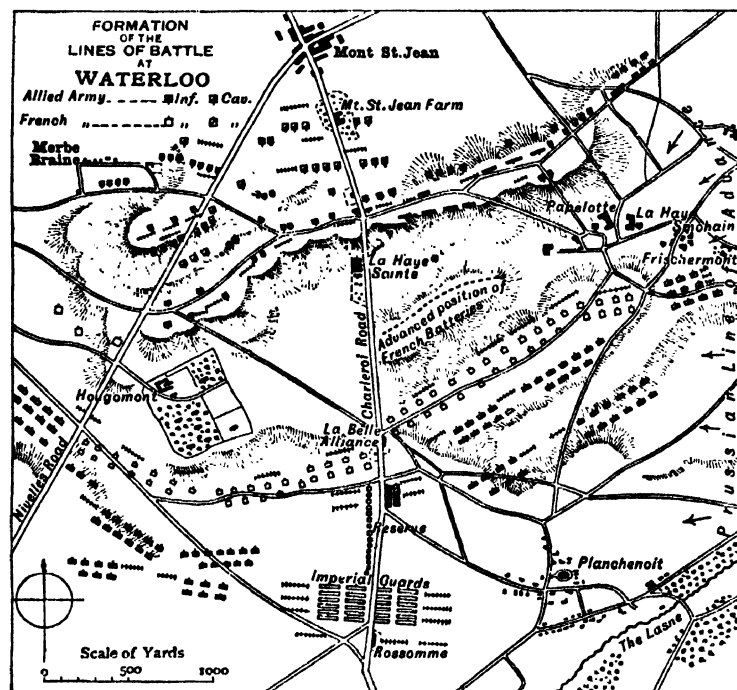 FORMATION
OF THE
LINES OF BATTLE
AT
WATERLOO
Allied Army Inf. Cav.
French " " "
Mont St. Jean
Mt. St. Jean Farm
Merbe
Braine
Papelotte
La Haye
Smohain
Frischermont
La Haye
Sainte
Advanced position of
French Batteries
Charleroi Road
Hougomont
La Belle
Alliance
Nivelles Road
Prussian Line of Advance
Reserve
Planchenoit
Imperial Guards
The Lasne
Rossomme
Scale of Yards
0 500 1000